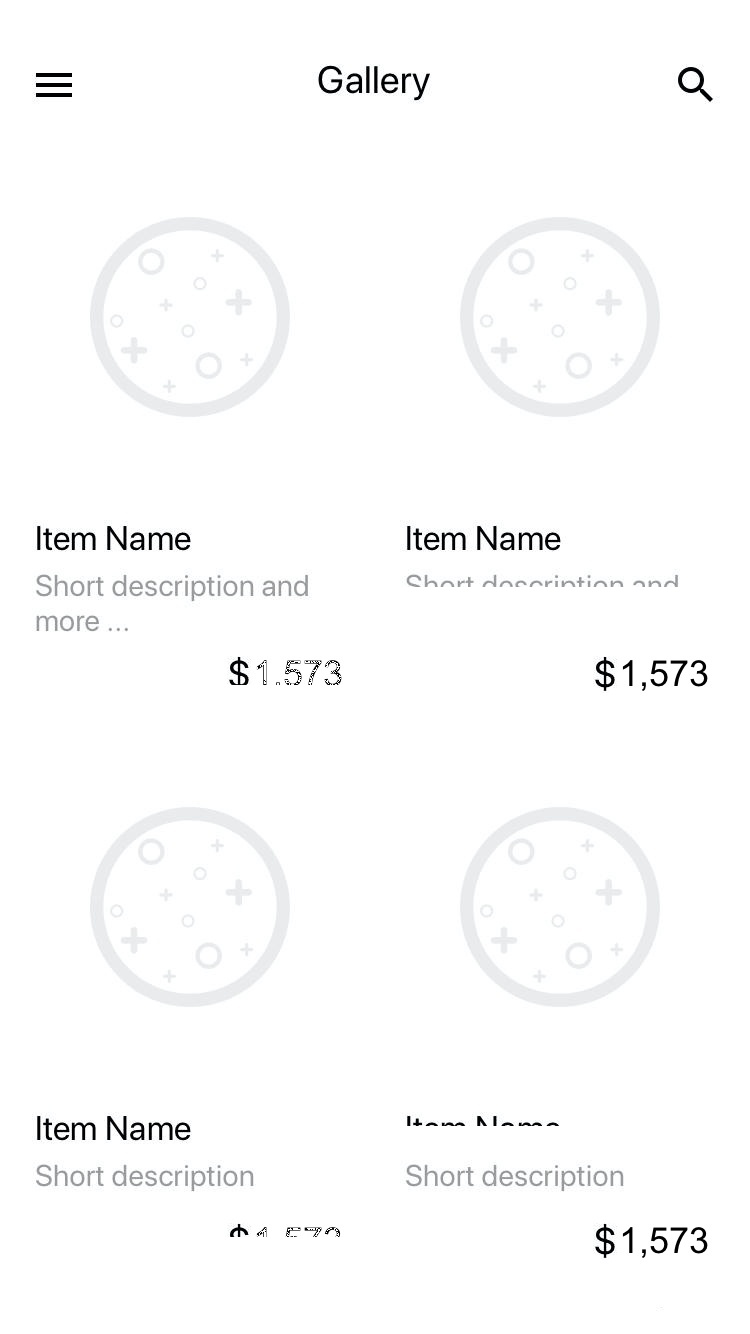 Gallery
Item Name
Item Name
Short description and
more ...
Short description and
$1.573
$1,573
Item Name
Item Name
Short description
Short description
$1,573